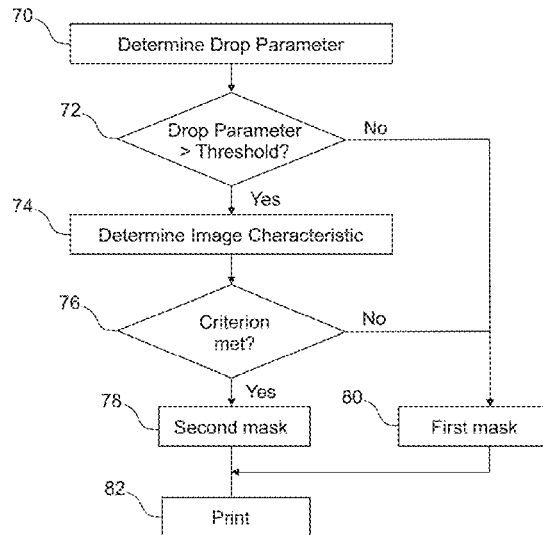 70
Determine Drop Parameter
72
Drop Parameter
> Threshold?
No
Yes
74
Determine Image Characteristic
76
Criterion
met?
No
Yes
78
Second mask
80
First mask
82
Print